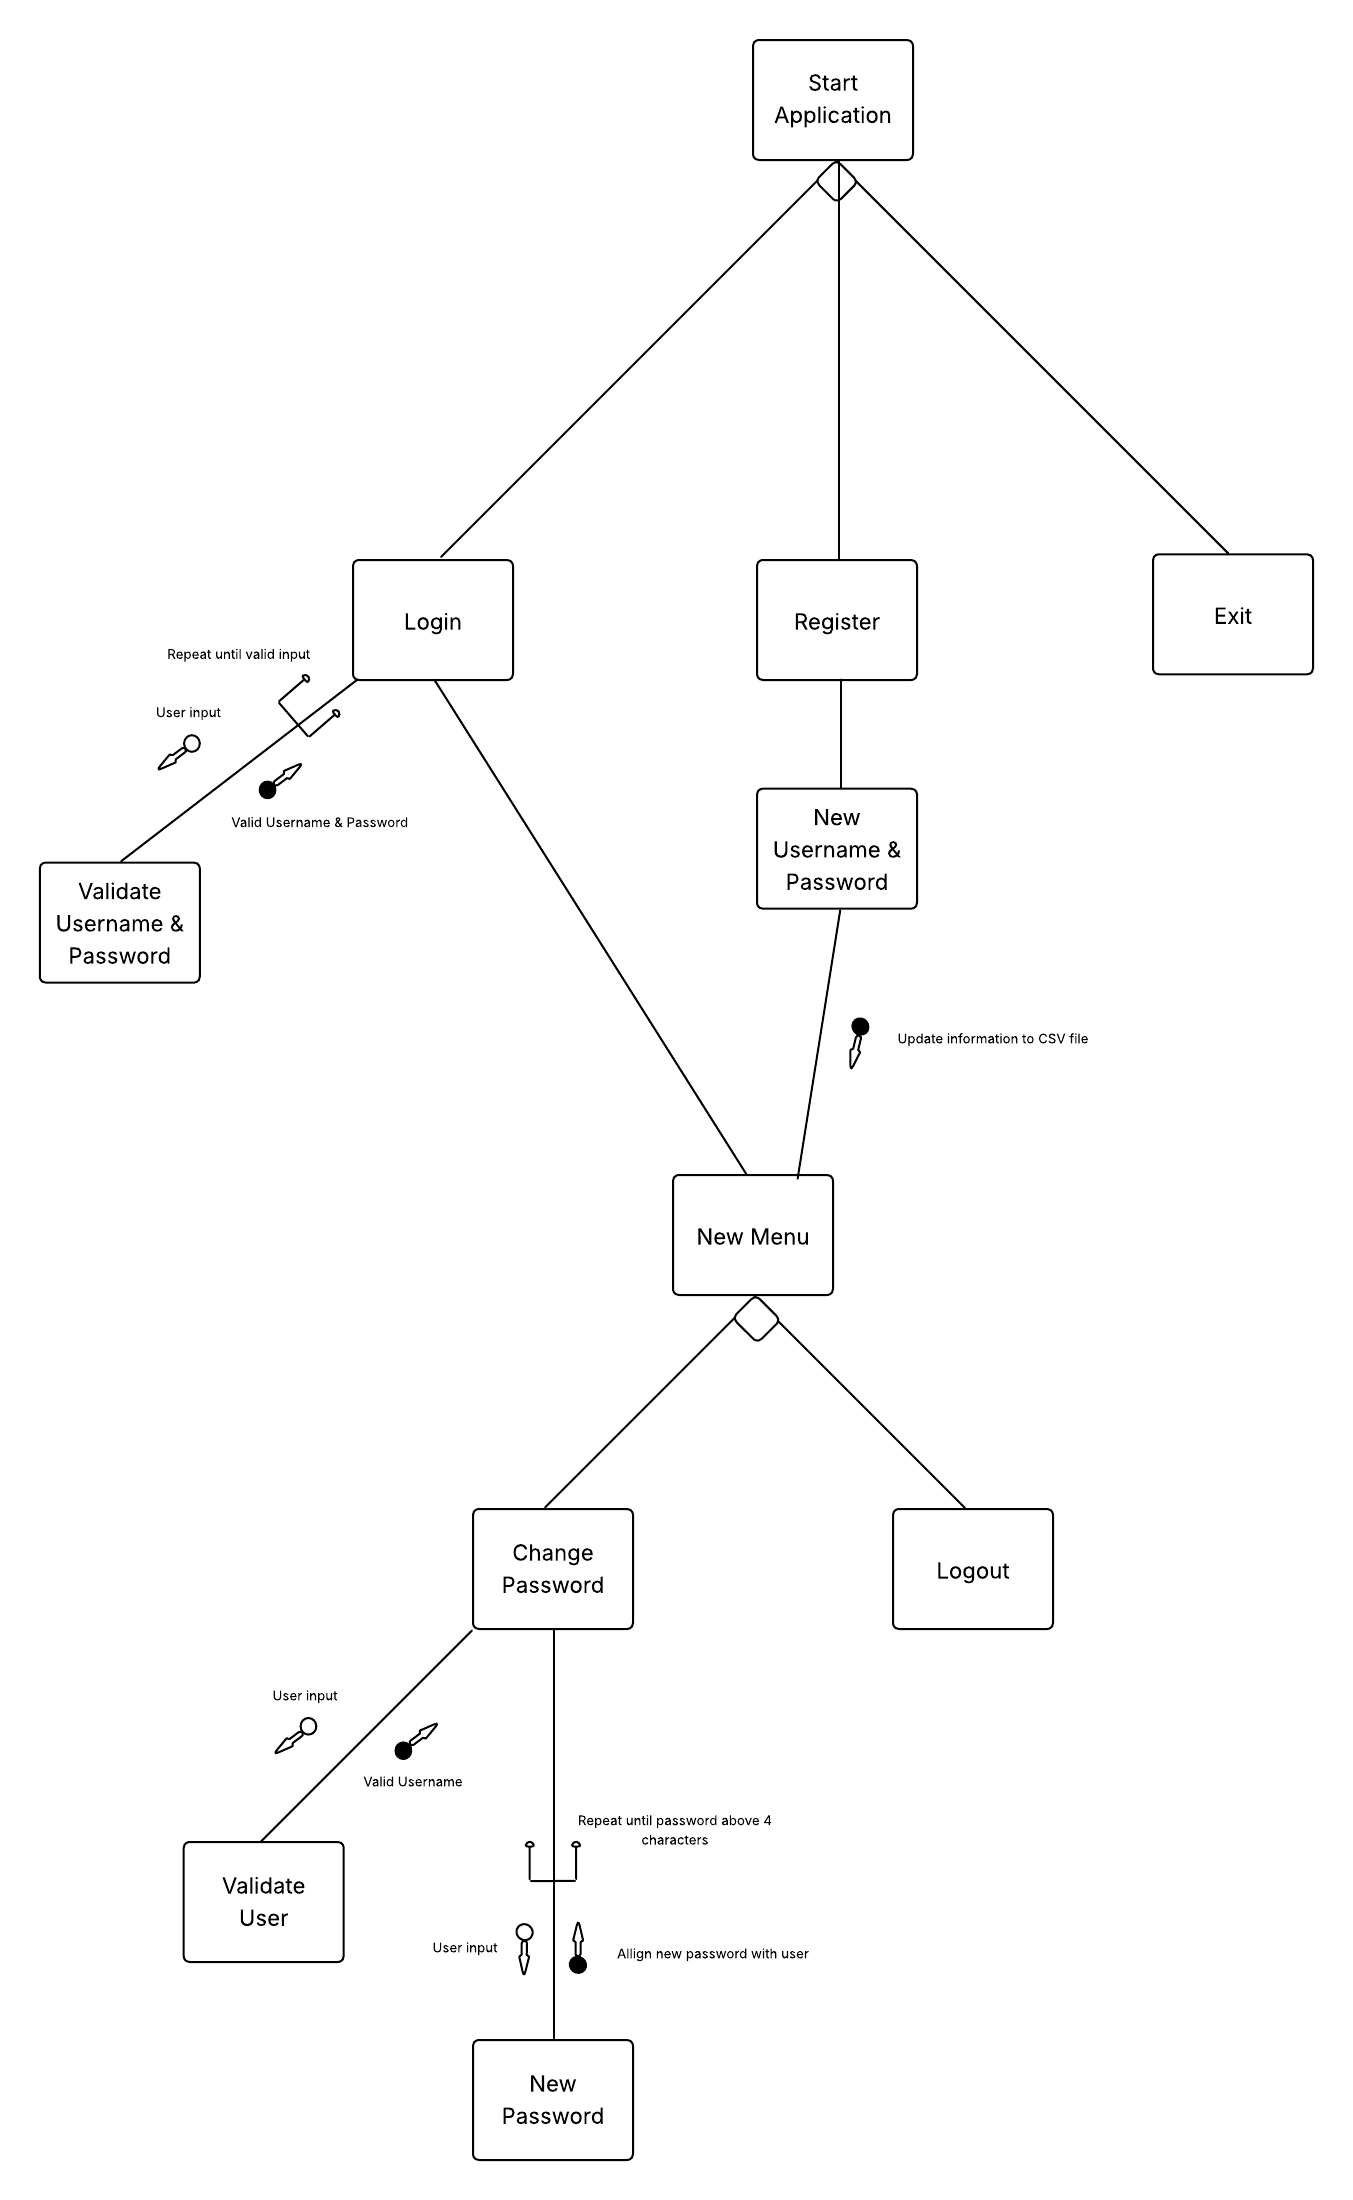 Start
Application
Login
Register
Exit
Repeat until valid input
User input
Valid Username & Password
New
Username &
Password
Validate
Username &
Password
Update information to CSV file
New Menu
Change
Password
Logout
User input
Valid Username
Repeat until password above 4
characters
Validate
User
User input
Allign new password with user
New
Password